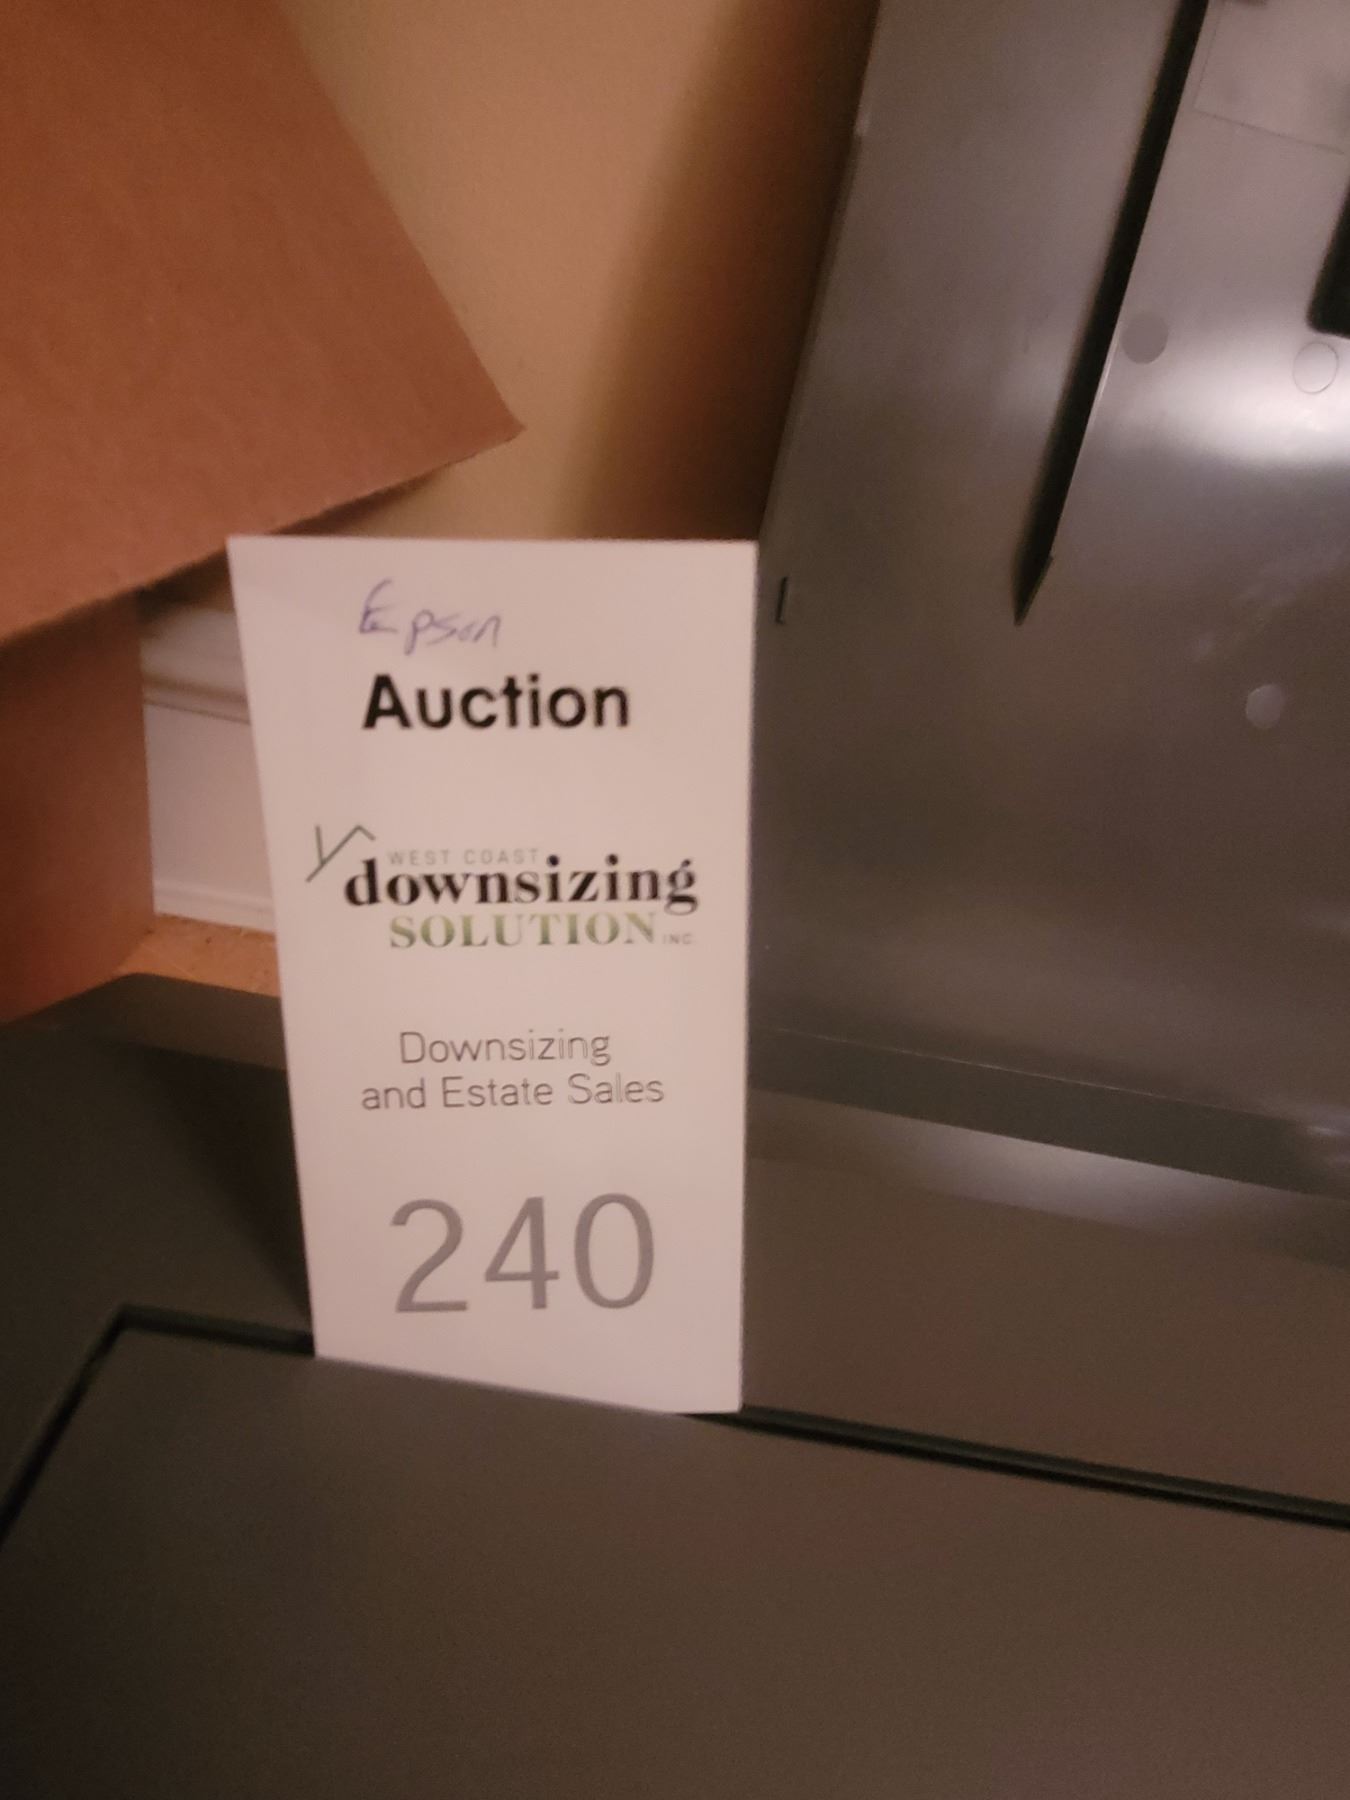 Epson
Auction
WEST COAST
downsizing
SOLUTION INC
Downsizing
and Estate Sales
240